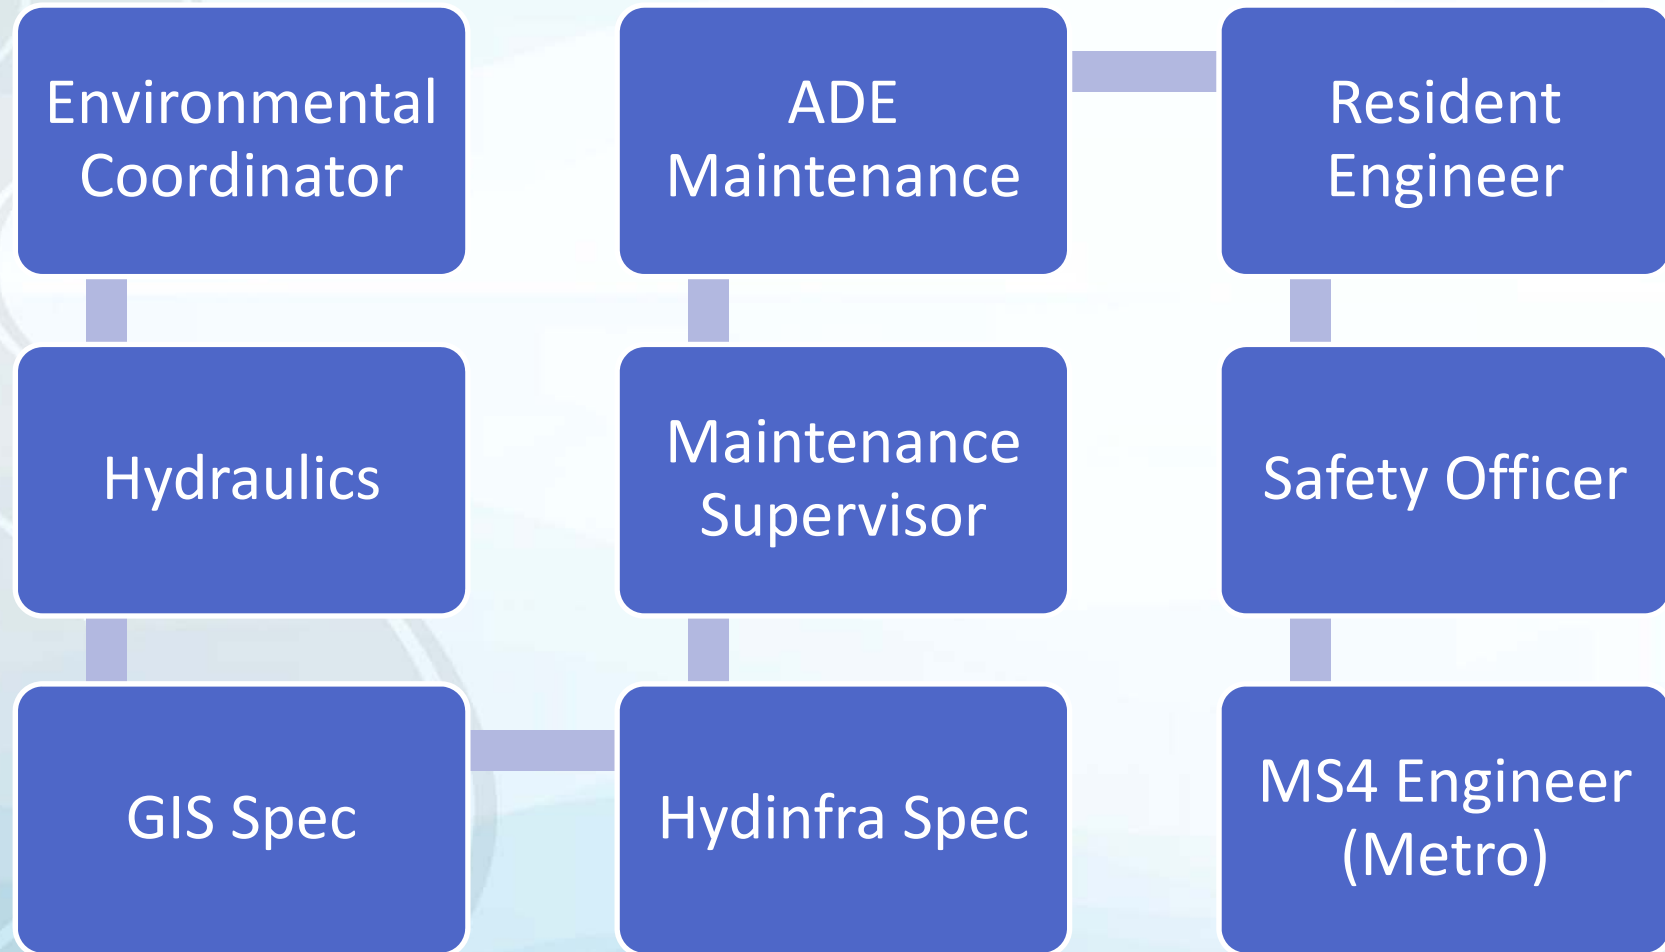 Environmental
Coordinator
Hydraulics
GIS Spec
Hydinfra Spec
Maintenance
Supervisor
ADE
Maintenance
Resident
Engineer
Safety Officer
MS4 Engineer
(Metro)